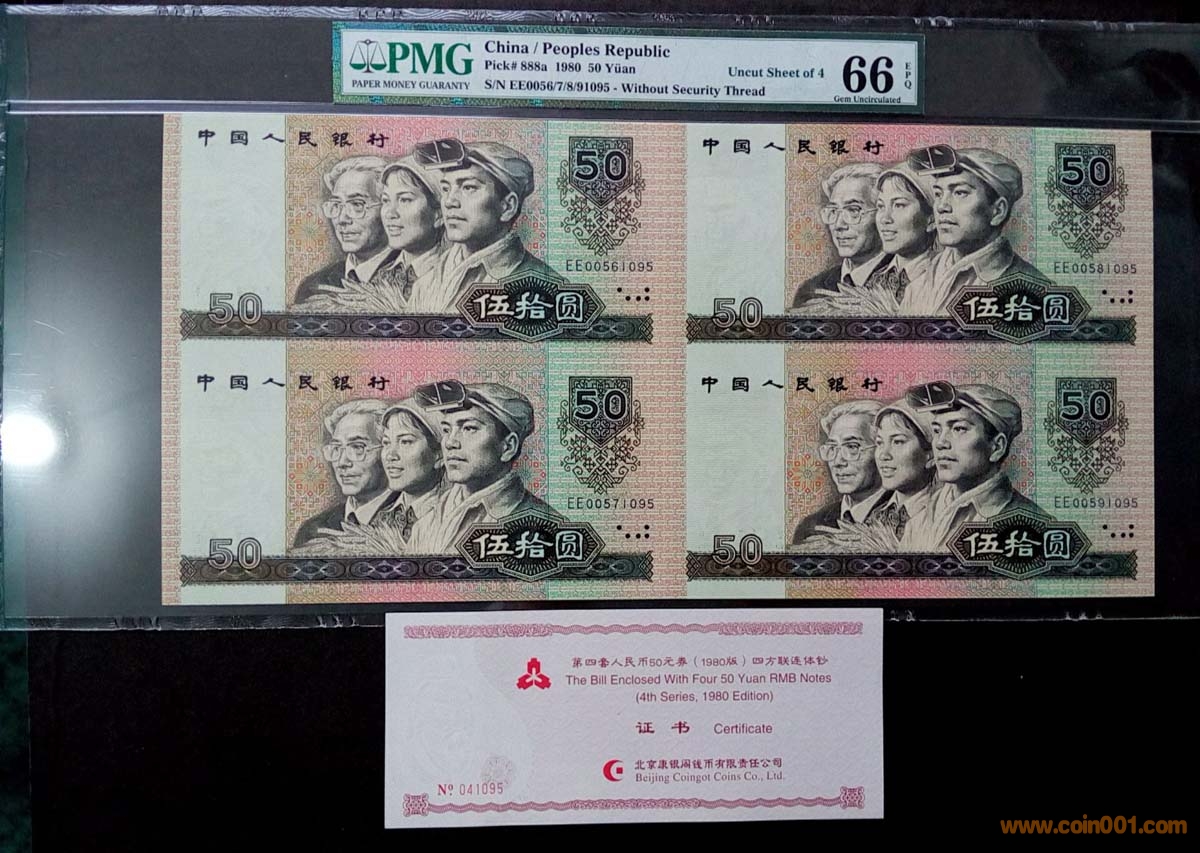 PMG
PAPER MONEY GUARANTY
China / Peoples Republic
Pick# 888a 1980 50 Yüan
Uncut Sheet of 4
S/N EE0056/7/8/91095 - Without Security Thread
66
EPQ
Gem Uncirculated
中国人民银行
50
EE00561095
50
伍拾圆
中国人民银行
50
EE00581095
50
伍拾圆
中国人民银行
50
EE00571095
50
伍拾圆
中国人民银行
50
EE00591095
50
伍拾圆
第四套人民币50元券（1980版）四方联连体钞
The Bill Enclosed With Four 50 Yuan RMB Notes
(4th Series, 1980 Edition)
证书 Certificate
北京康银阁钱币有限责任公司
Beijing Coingot Coins Co., Ltd.
Nº 041095
www.coin001.com